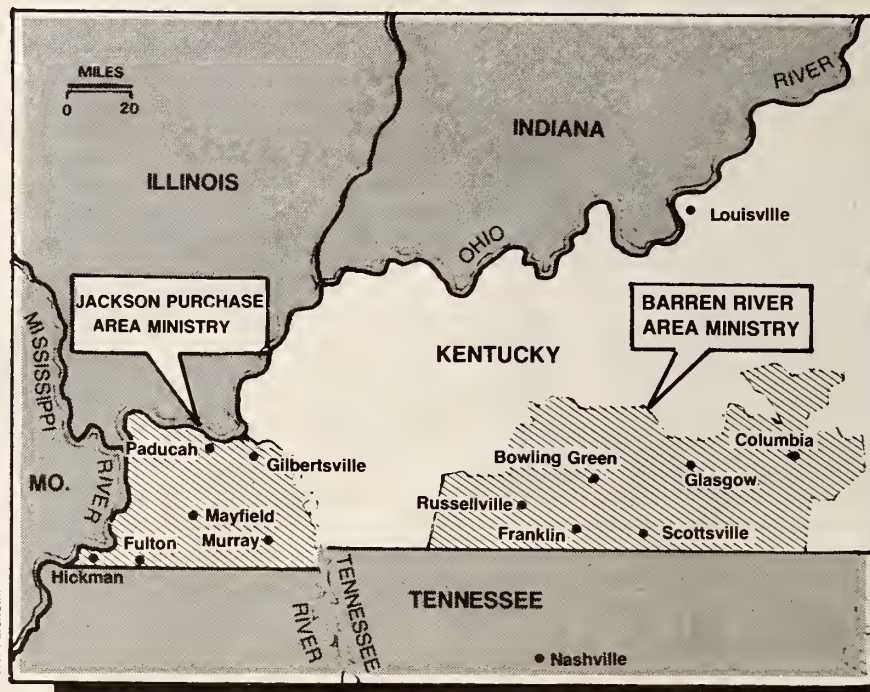 MILES
0 20
ILLINOIS
INDIANA
RIVER
OHIO
Louisville
JACKSON PURCHASE
AREA MINISTRY
BARREN RIVER
AREA MINISTRY
MISSISSIPPI
RIVER
KENTUCKY
MO.
Paducah
Gilbertsville
Mayfield
Murray
Fulton
Hickman
Columbia
Bowling Green
Glasgow
Russellville
Franklin
Scottsville
TENNESSEE
RIVER
TENNESSEE
Nashville